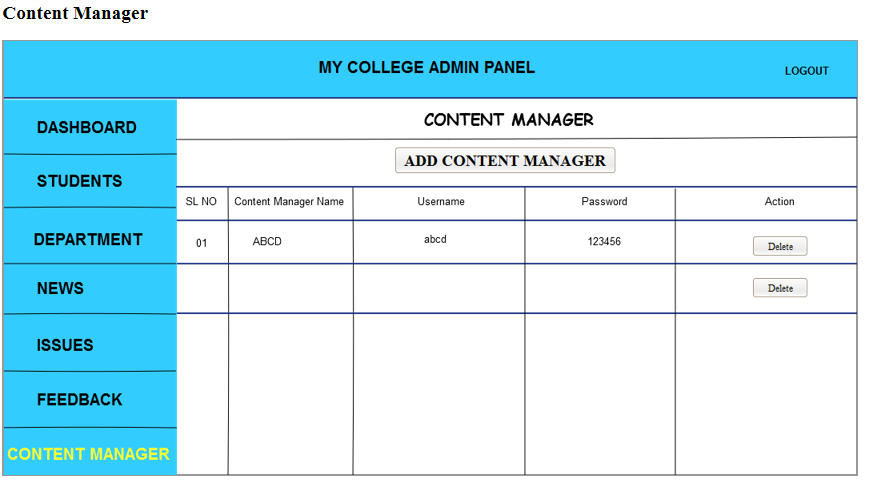 Content Manager
MY COLLEGE ADMIN PANEL
LOGOUT
DASHBOARD
STUDENTS
DEPARTMENT
NEWS
ISSUES
FEEDBACK
CONTENT MANAGER
CONTENT MANAGER
ADD CONTENT MANAGER
SL NO Content Manager Name Username Password Action
01 ABCD abcd 123456 Delete
Delete